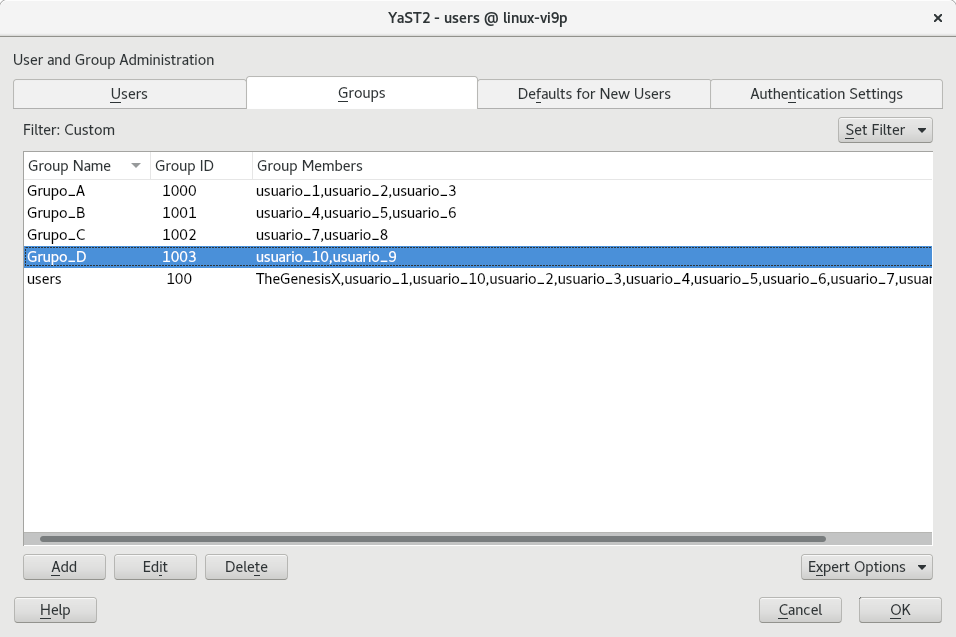 YaST2 - users @ linux-vi9p ×
User and Group Administration
Users Groups Defaults for New Users Authentication Settings
Filter: Custom Set Filter
Group Name Group ID Group Members
Grupo_A 1000 usuario_1,usuario_2,usuario_3
Grupo_B 1001 usuario_4,usuario_5,usuario_6
Grupo_C 1002 usuario_7,usuario_8
Grupo_D 1003 usuario_10,usuario_9
users 100 TheGenesisX,usuario_1,usuario_10,usuario_2,usuario_3,usuario_4,usuario_5,usuario_6,usuario_7,usuar
Add Edit Delete Expert Options
Help Cancel OK